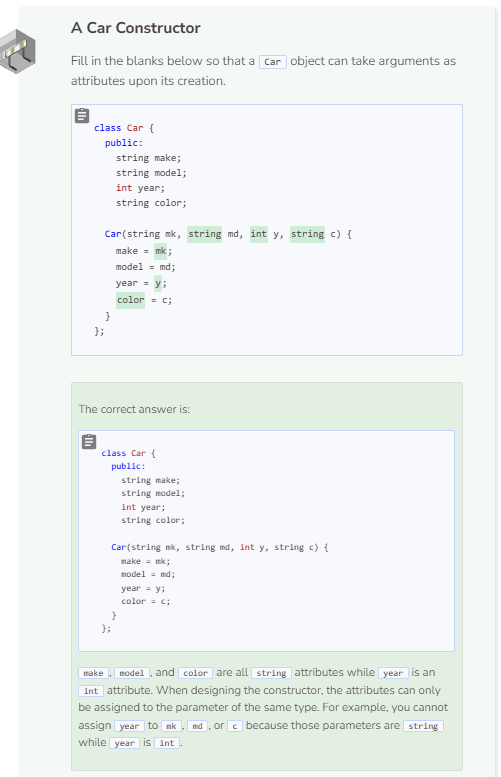 A Car Constructor
Fill in the blanks below so that a Car object can take arguments as
attributes upon its creation.
class Car {
public:
string make;
string model;
int year;
string color;
Car(string mk, string md, int y, string c) {
make = mk;
model = md;
year = y;
color = c;
}
};
The correct answer is:
class Car {
public:
string make;
string model;
int year;
string color;
Car(string mk, string md, int y, string c) {
make = mk;
model = md;
year = y;
color = c;
}
};
make , model , and color are all string attributes while year is an
int attribute. When designing the constructor, the attributes can only
be assigned to the parameter of the same type. For example, you cannot
assign year to mk , md , or c because those parameters are string
while year is int .